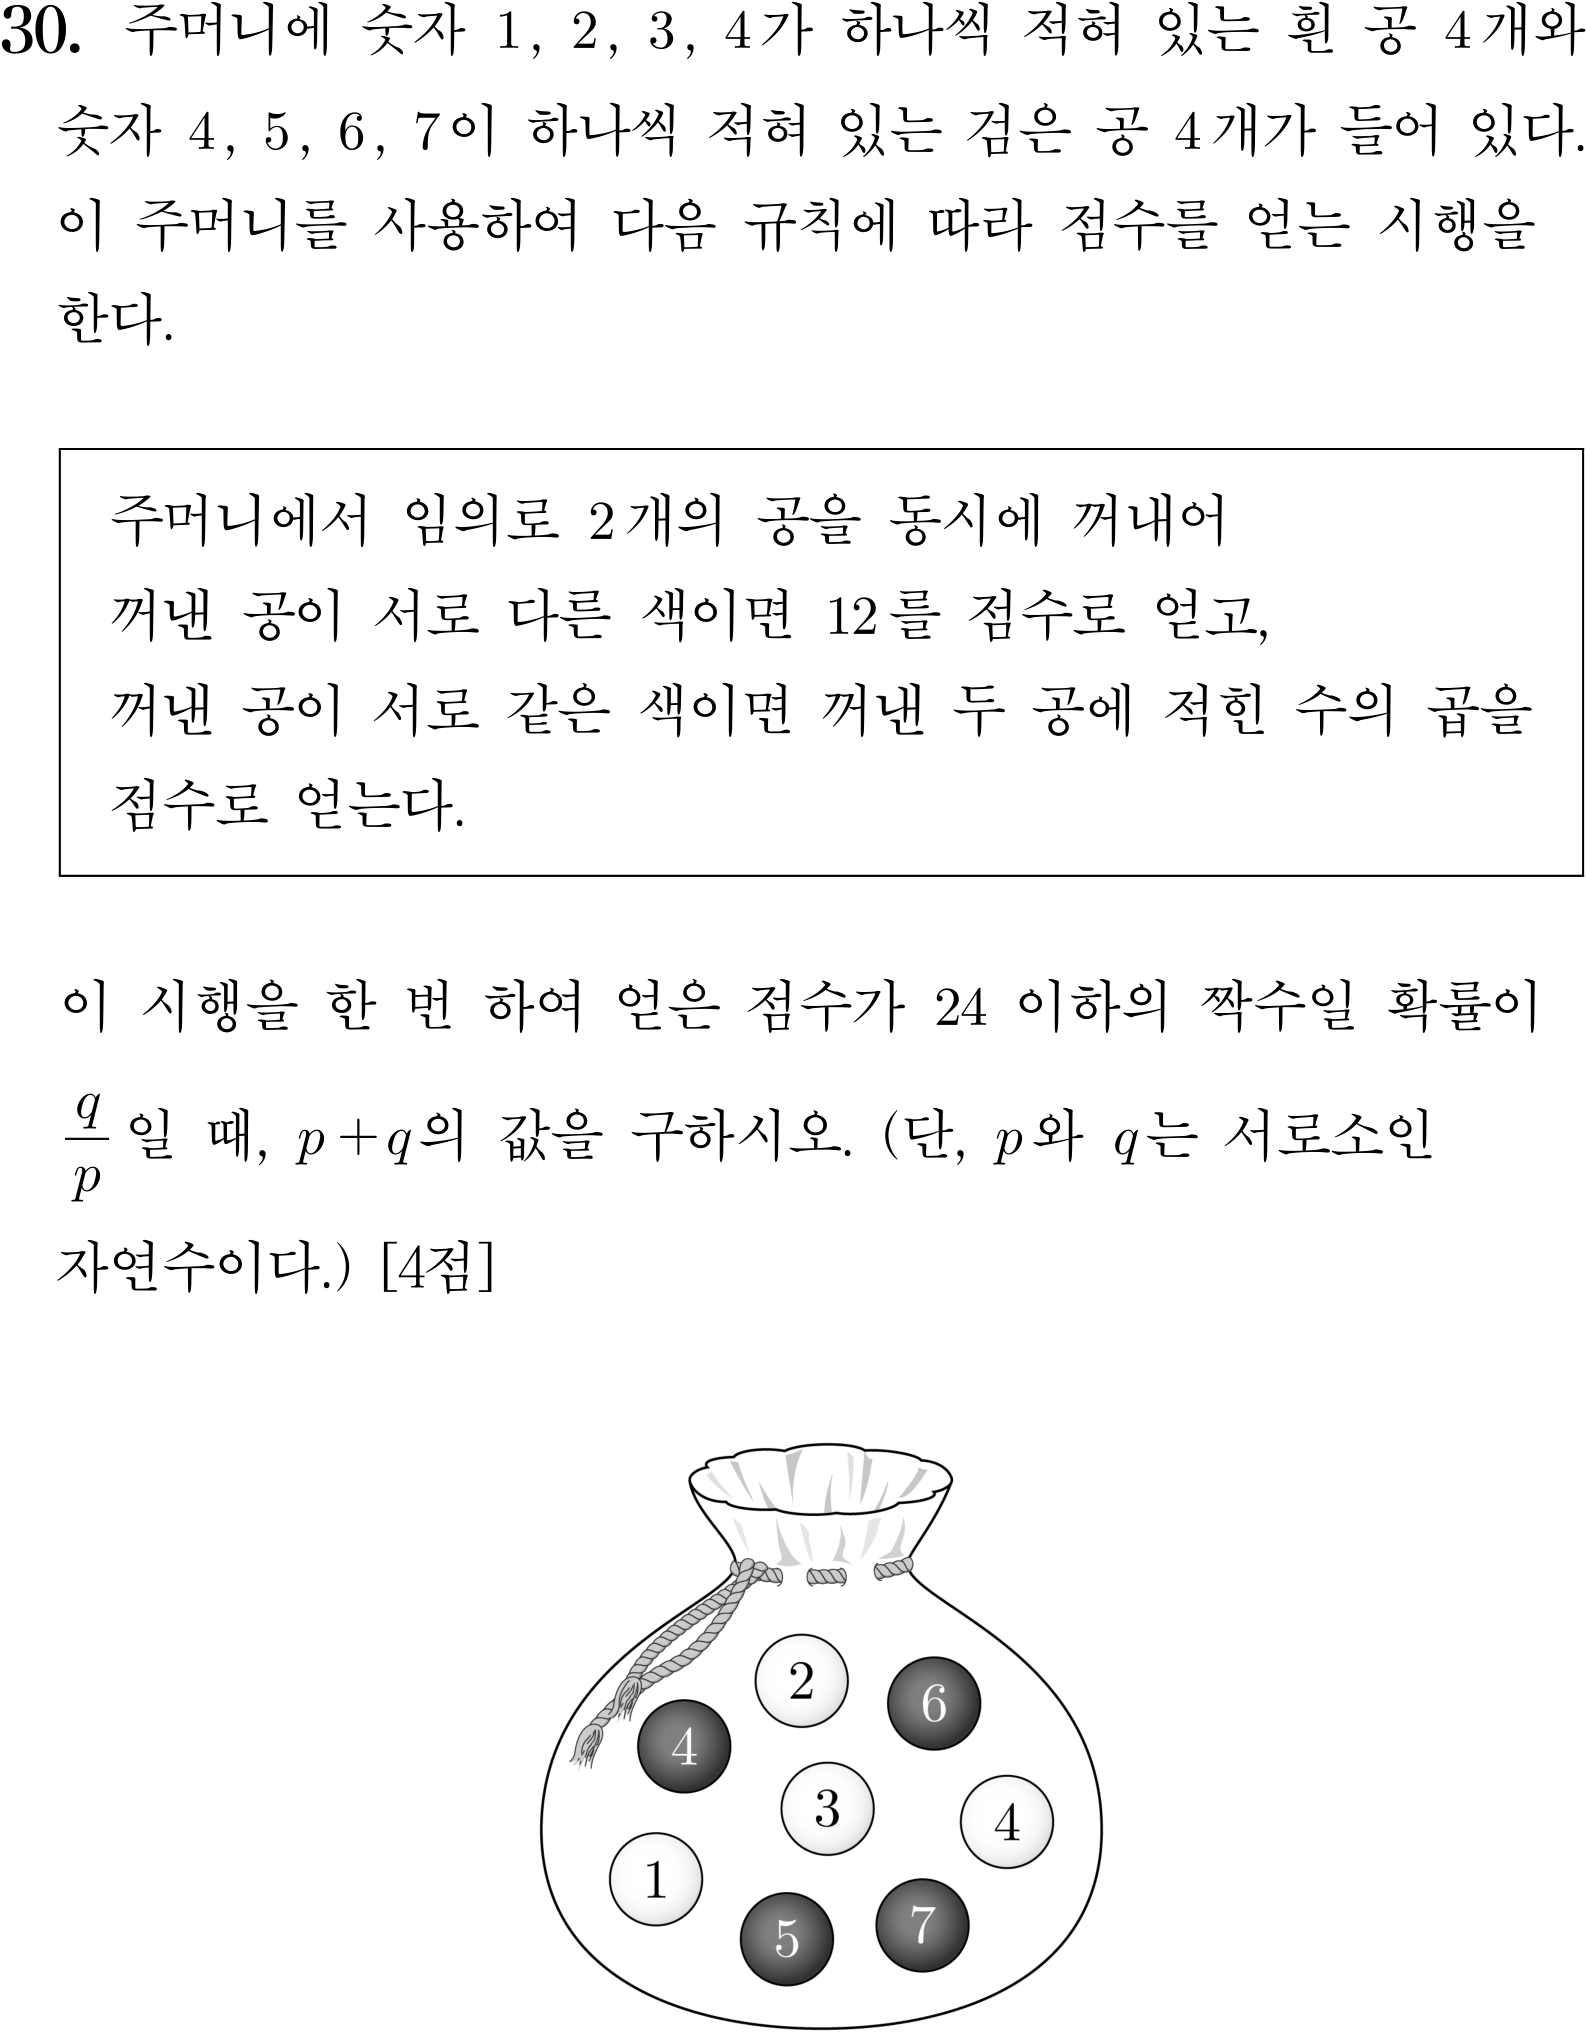 30. 주머니에 숫자 1, 2, 3, 4가 하나씩 적혀 있는 흰 공 4개와
숫자 4, 5, 6, 7이 하나씩 적혀 있는 검은 공 4개가 들어 있다.
이 주머니를 사용하여 다음 규칙에 따라 점수를 얻는 시행을
한다.
주머니에서 임의로 2개의 공을 동시에 꺼내어
꺼낸 공이 서로 다른 색이면 12를 점수로 얻고,
꺼낸 공이 서로 같은 색이면 꺼낸 두 공에 적힌 수의 곱을
점수로 얻는다.
이 시행을 한 번 하여 얻은 점수가 24 이하의 짝수일 확률이
q/p 일 때, p+q의 값을 구하시오. (단, p와 q는 서로소인
자연수이다.) [4점]
2
6
4
3
4
1
5
7